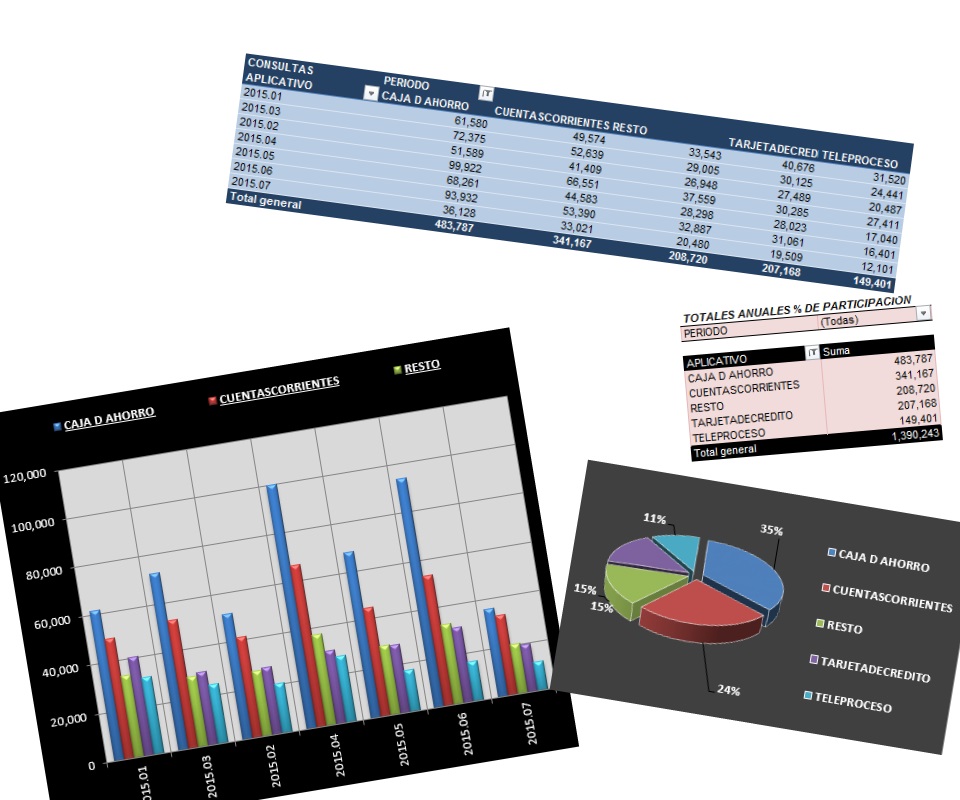 CONSULTAS PERIODO
APLICATIVO CAJA D AHORRO CUENTASCORRIENTES RESTO TARJETADECRED TELEPROCESO
2015.01 61,580 49,574 33,543 40,676 31,520
2015.03 72,375 52,639 29,005 30,125 24,441
2015.02 51,589 41,409 26,948 27,489 20,487
2015.04 99,922 66,551 37,559 30,285 27,411
2015.05 68,261 44,583 28,298 28,023 17,040
2015.06 93,932 53,390 32,887 31,061 16,401
2015.07 36,128 33,021 20,480 19,509 12,101
Total general 483,787 341,167 208,720 207,168 149,401
TOTALES ANUALES % DE PARTICIPACION
PERIODO (Todas)
APLICATIVO Suma
CAJA D AHORRO 483,787
CUENTASCORRIENTES 341,167
RESTO 208,720
TARJETADECREDITO 207,168
TELEPROCESO 149,401
Total general 1,390,243
CAJA D AHORRO CUENTASCORRIENTES RESTO
120,000
100,000
80,000
60,000
40,000
20,000
0
2015.01 2015.03 2015.02 2015.04 2015.05 2015.06 2015.07
11% 35%
15%
15%
24%
CAJA D AHORRO
CUENTASCORRIENTES
RESTO
TARJETADECREDITO
TELEPROCESO